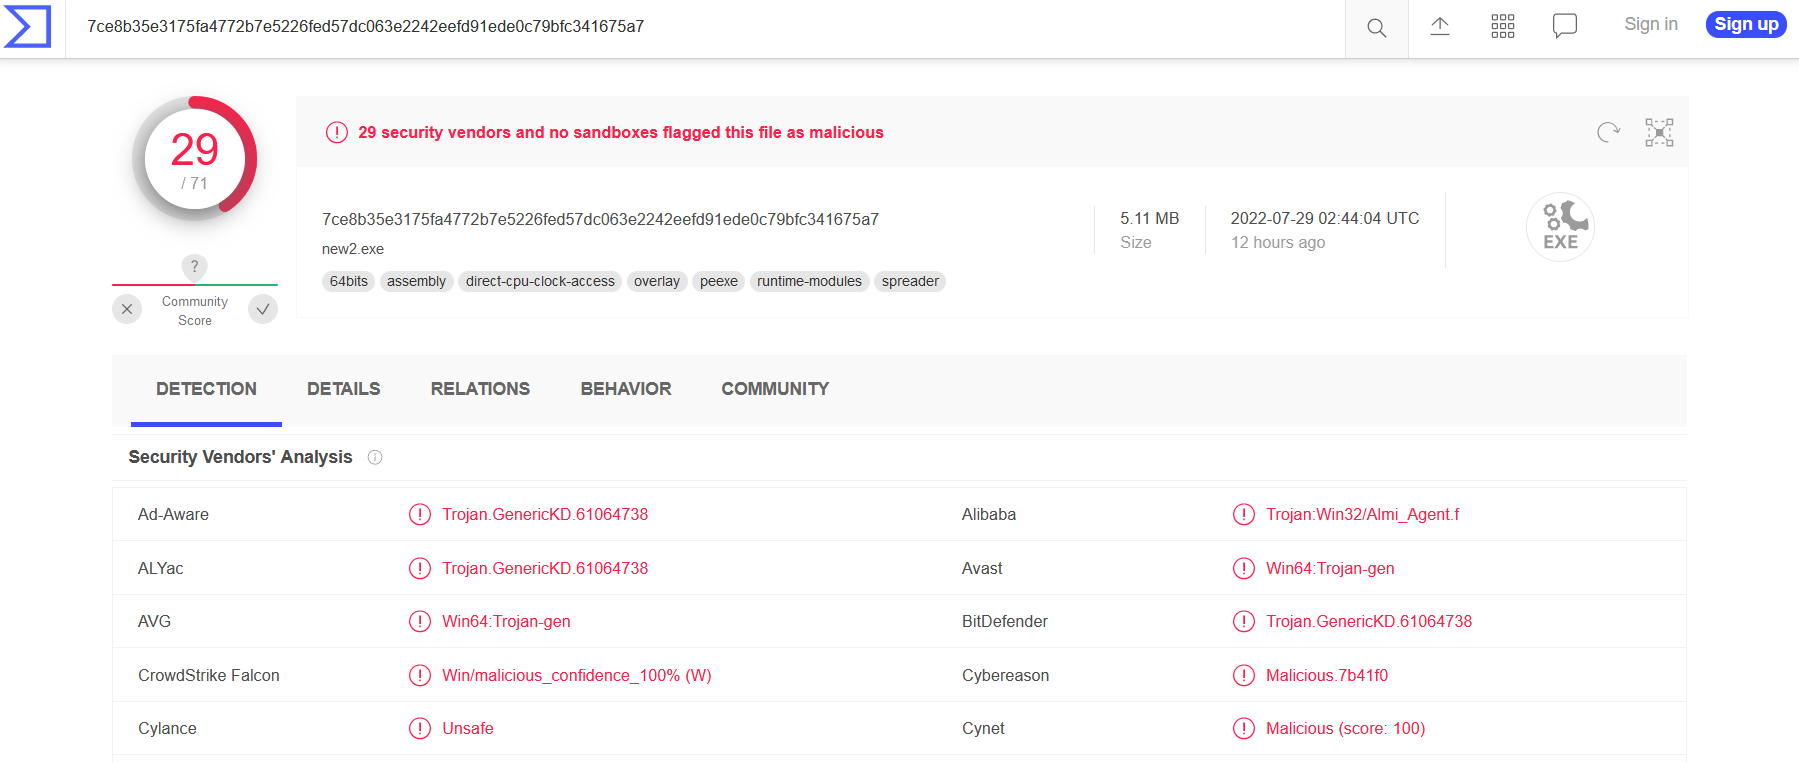 7ce8b35e3175fa4772b7e5226fed57dc063e2242eefd91ede0c79bfc341675a7
Sign in
Sign up
29
/ 71
29 security vendors and no sandboxes flagged this file as malicious
7ce8b35e3175fa4772b7e5226fed57dc063e2242eefd91ede0c79bfc341675a7
new2.exe
64bits assembly direct-cpu-clock-access overlay peexe runtime-modules spreader
5.11 MB
Size
2022-07-29 02:44:04 UTC
12 hours ago
EXE
?
Community
Score
DETECTION DETAILS RELATIONS BEHAVIOR COMMUNITY
Security Vendors' Analysis
Ad-Aware Trojan.GenericKD.61064738 Alibaba Trojan:Win32/Almi_Agent.f
ALYac Trojan.GenericKD.61064738 Avast Win64:Trojan-gen
AVG Win64:Trojan-gen BitDefender Trojan.GenericKD.61064738
CrowdStrike Falcon Win/malicious_confidence_100% (W) Cybereason Malicious.7b41f0
Cylance Unsafe Cynet Malicious (score: 100)